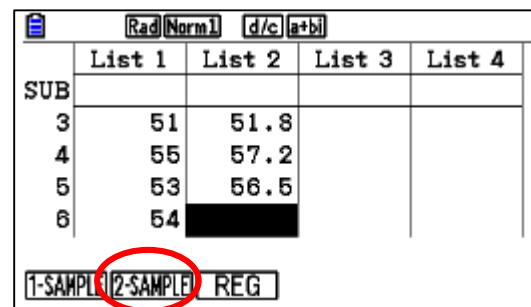 Rad Norm1 d/c a+bi
List 1 List 2 List 3 List 4
SUB
3 51 51.8
4 55 57.2
5 53 56.5
6 54
1-SAMPLE 2-SAMPLE REG